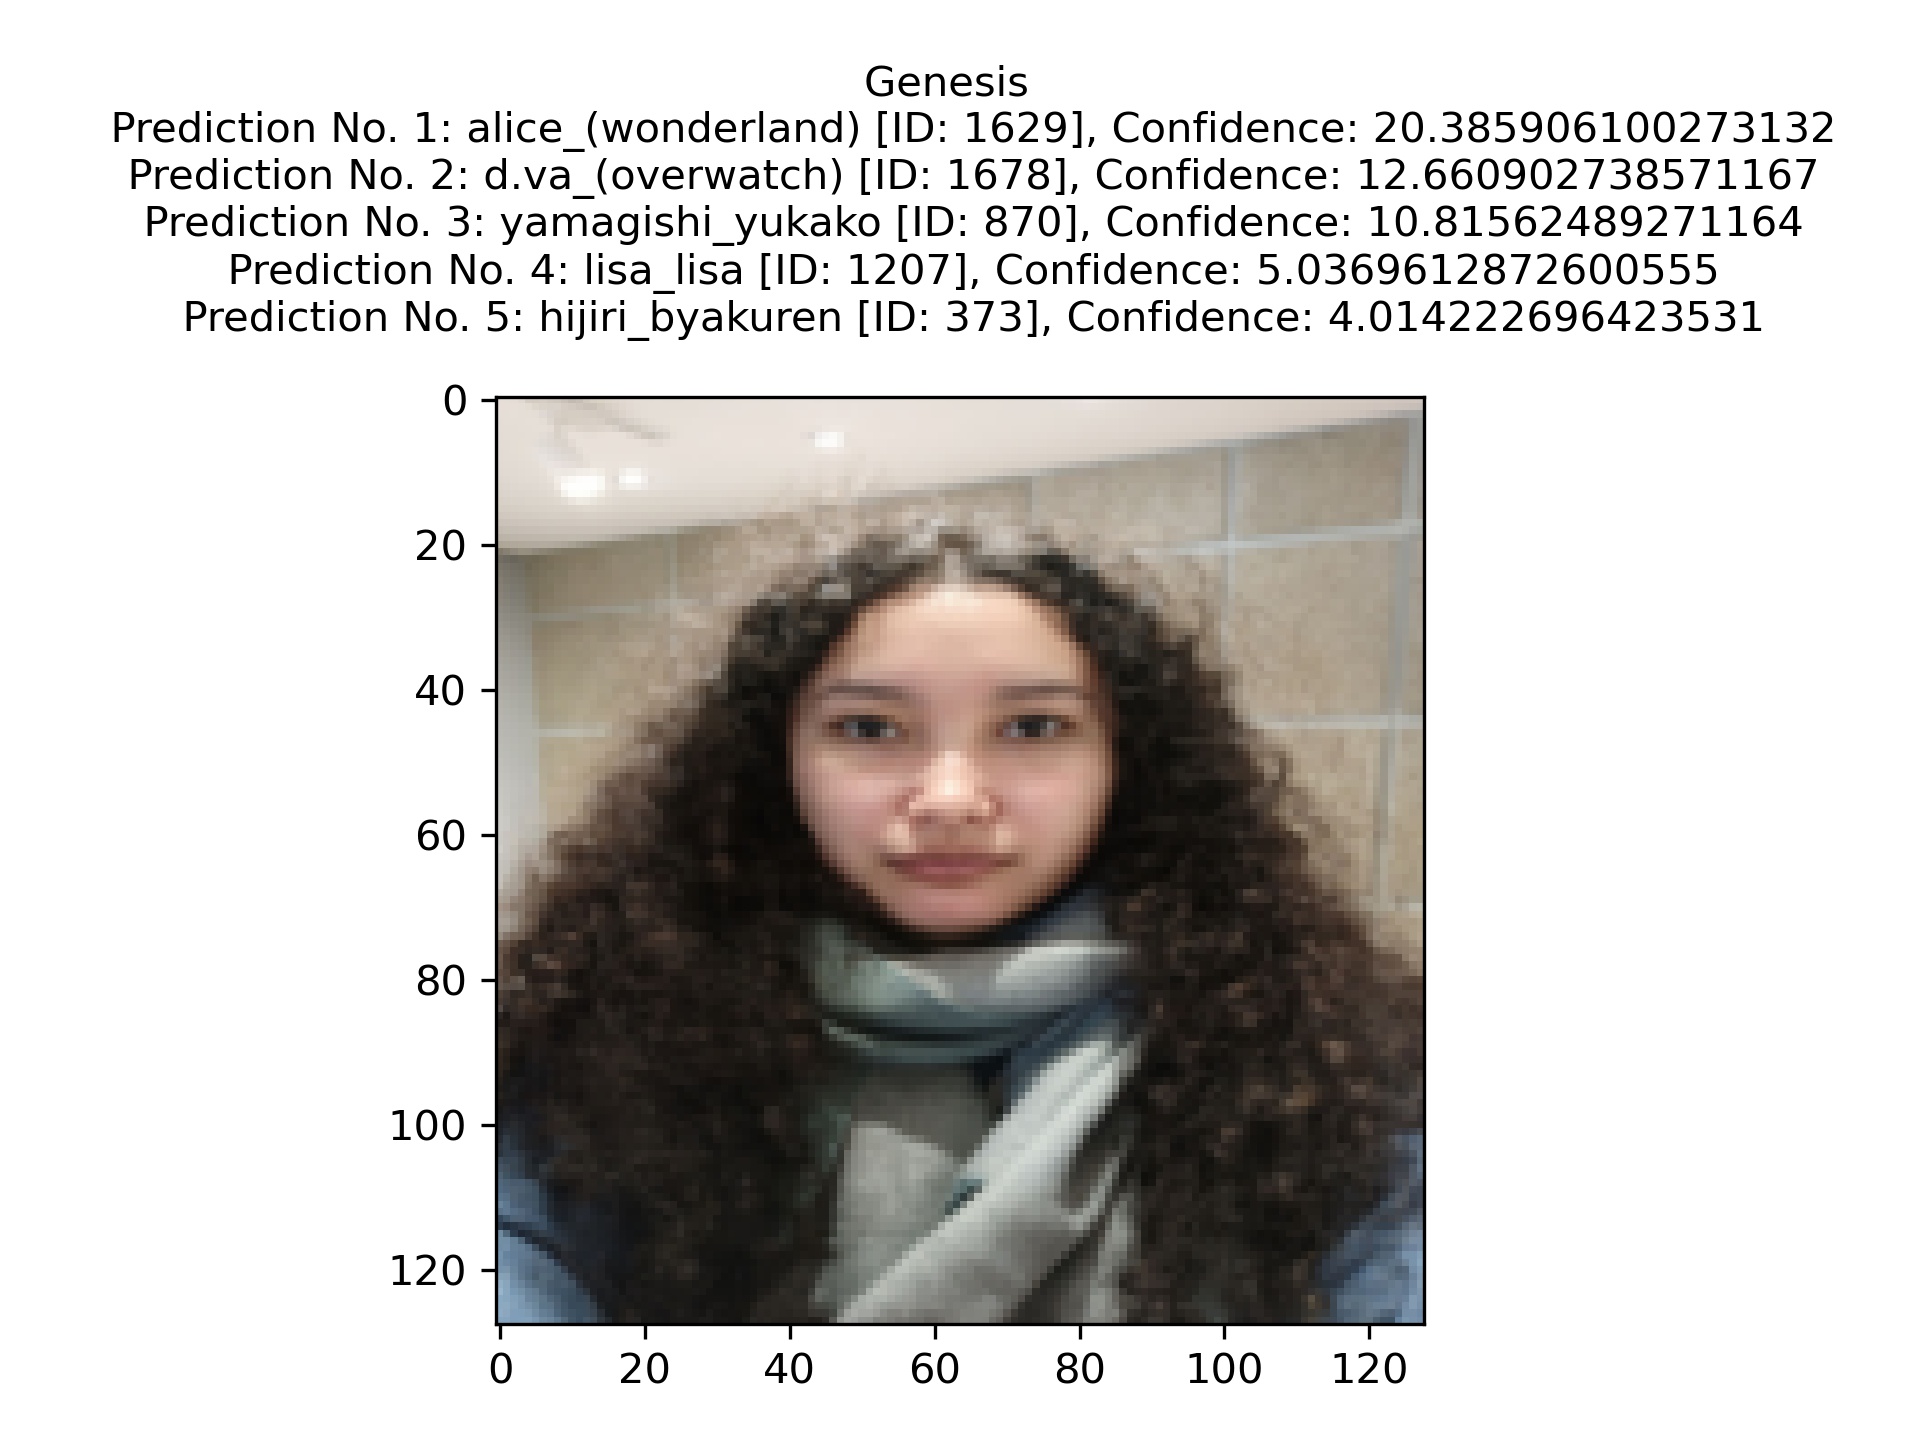 Genesis
Prediction No. 1: alice_(wonderland) [ID: 1629], Confidence: 20.385906100273132
Prediction No. 2: d.va_(overwatch) [ID: 1678], Confidence: 12.660902738571167
Prediction No. 3: yamagishi_yukako [ID: 870], Confidence: 10.81562489271164
Prediction No. 4: lisa_lisa [ID: 1207], Confidence: 5.0369612872600555
Prediction No. 5: hijiri_byakuren [ID: 373], Confidence: 4.014222696423531
0
20
40
60
80
100
120
0 20 40 60 80 100 120